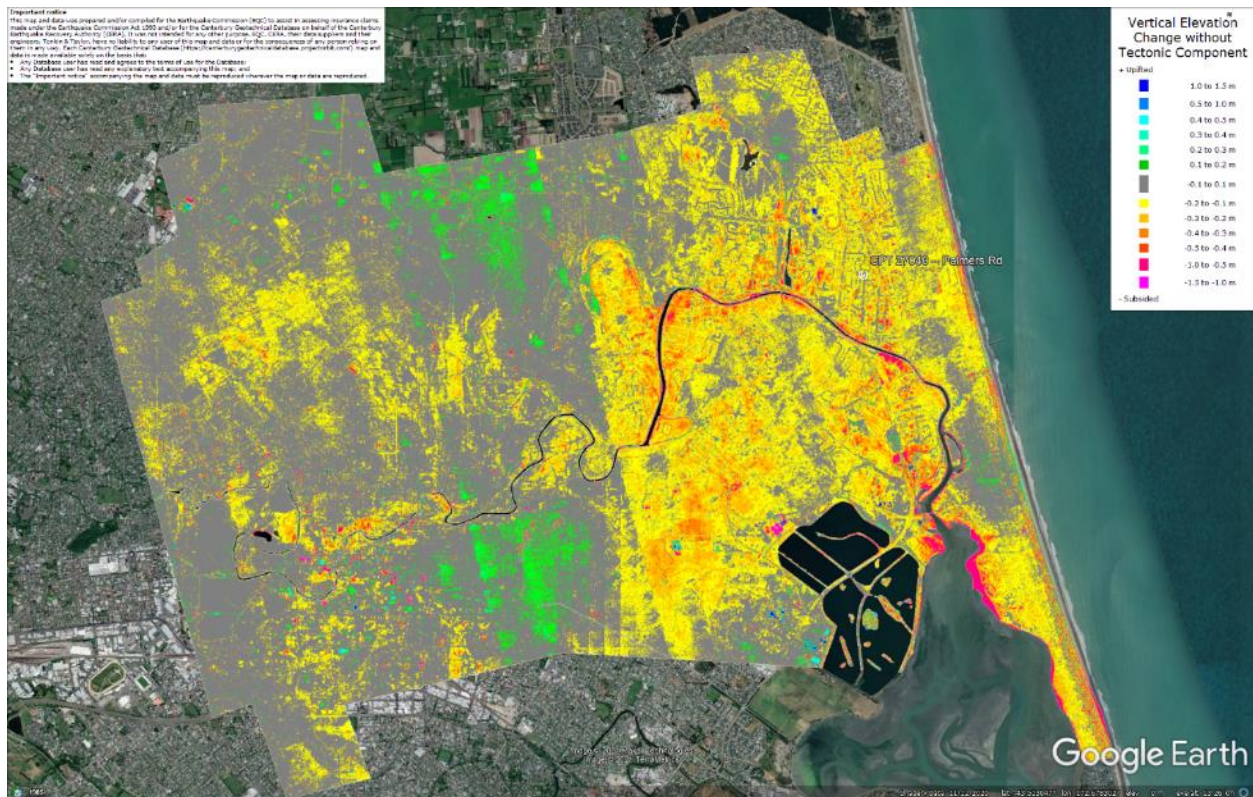 Important notice
This map and data was prepared and/or compiled for the Earthquake Commission (EQC) to assist in assessing insurance claims
made under the Earthquake Commission Act 1993 and/or for the Canterbury Geotechnical Database on behalf of the Canterbury
Earthquake Recovery Authority (CERA). It was not intended for any other purpose. EQC, CERA, their data suppliers and their
engineers, Tonkin & Taylor, have no liability to any user of this map and data or for the consequences of any person relying on
them in any way. Each Canterbury Geotechnical Database (https://canterburygeotechnicaldatabase.projectorbit.com/) map and
data is made available solely on the basis that:
• Any Database user has read and agrees to the terms of use for the Database;
• Any Database user has read any explanatory text accompanying this map; and
• The "Important notice" accompanying the map and data must be reproduced wherever the map or data are reproduced.
Vertical Elevation
Change without
Tectonic Component
+ Uplifted
1.0 to 1.5 m
0.5 to 1.0 m
0.4 to 0.5 m
0.3 to 0.4 m
0.2 to 0.3 m
0.1 to 0.2 m
-0.1 to 0.1 m
-0.2 to -0.1 m
-0.3 to -0.2 m
-0.4 to -0.3 m
-0.5 to -0.4 m
-1.0 to -0.5 m
-1.5 to -1.0 m
- Subsided
Palmers Rd
Google Earth